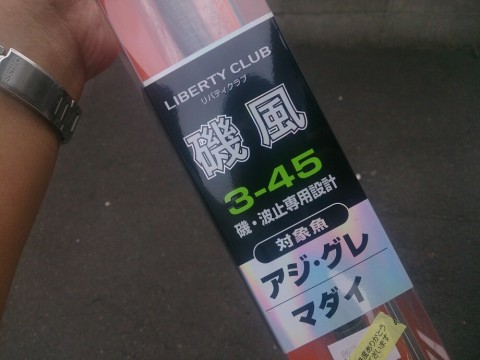 LIBERTY CLUB
リバティクラブ
磯風
3-45
磯・波止専用設計
対象魚
アジ・グレ
マダイ